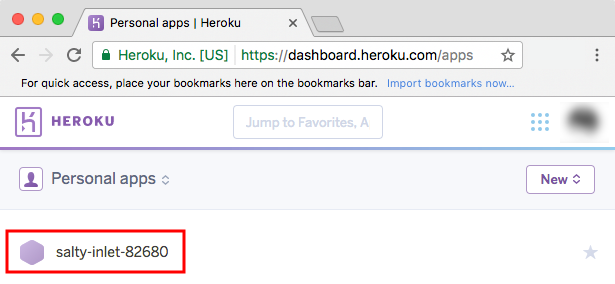 Personal apps | Heroku
Heroku, Inc. [US] https://dashboard.heroku.com/apps
For quick access, place your bookmarks here on the bookmarks bar. Import bookmarks now...
HEROKU
Jump to Favorites, A
Personal apps
New
salty-inlet-82680